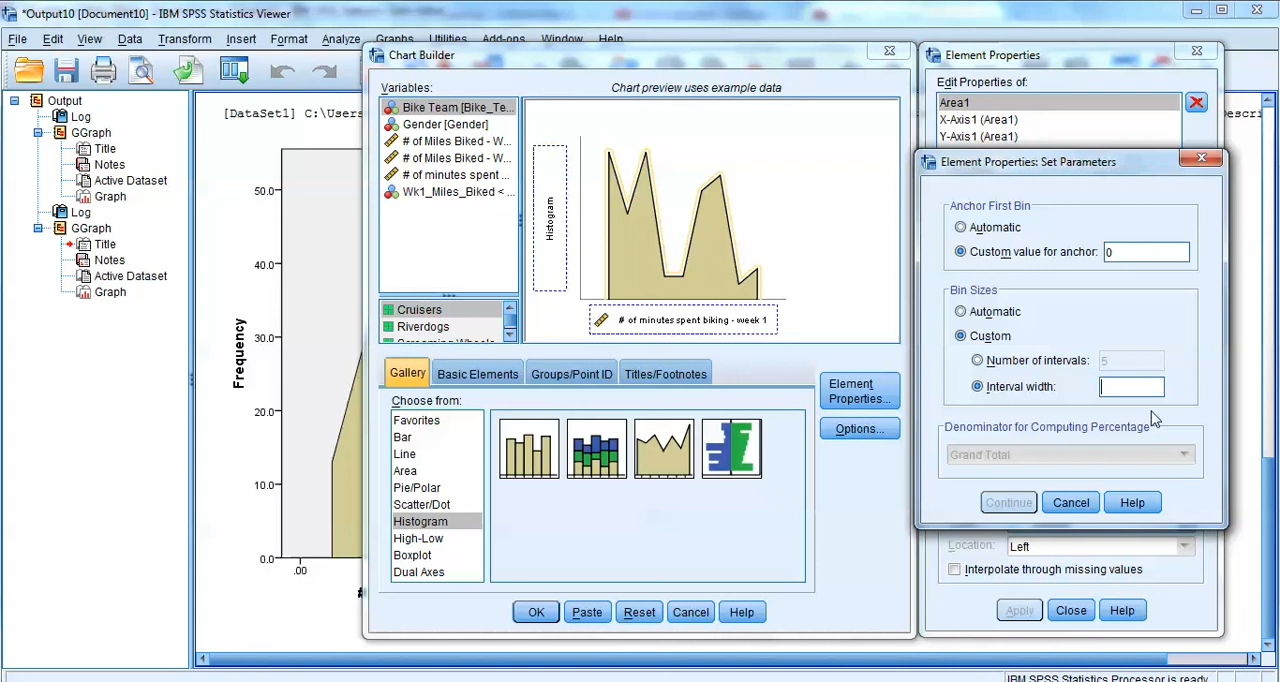 *Output10 [Document10] - IBM SPSS Statistics Viewer
File Edit View Data Transform Insert Format Analyze Graphs Utilities Add-ons Window Help
Output
Log
GGraph
Title
Notes
Active Dataset
Graph
Log
GGraph
Title
Notes
Active Dataset
Graph
[DataSet1] C:\Users
50.0
40.0
30.0
20.0
10.0
0.0
Frequency
.00
#
Chart Builder
Variables:
Bike Team [Bike_Te...
Gender [Gender]
# of Miles Biked - W...
# of Miles Biked - W...
# of minutes spent ...
Wk1_Miles_Biked < ...
Cruisers
Riverdogs
Chart preview uses example data
Histogram
# of minutes spent biking - week 1
Gallery Basic Elements Groups/Point ID Titles/Footnotes
Choose from:
Favorites
Bar
Line
Area
Pie/Polar
Scatter/Dot
Histogram
High-Low
Boxplot
Dual Axes
Element Properties...
Options...
OK Paste Reset Cancel Help
Element Properties
Edit Properties of:
Area1
X-Axis1 (Area1)
Y-Axis1 (Area1)
Element Properties: Set Parameters
Anchor First Bin
Automatic
Custom value for anchor: 0
Bin Sizes
Automatic
Custom
Number of intervals: 5
Interval width:
Denominator for Computing Percentage
Grand Total
Continue Cancel Help
Location: Left
Interpolate through missing values
Apply Close Help
Descri
IBM SPSS Statistics Processor is ready